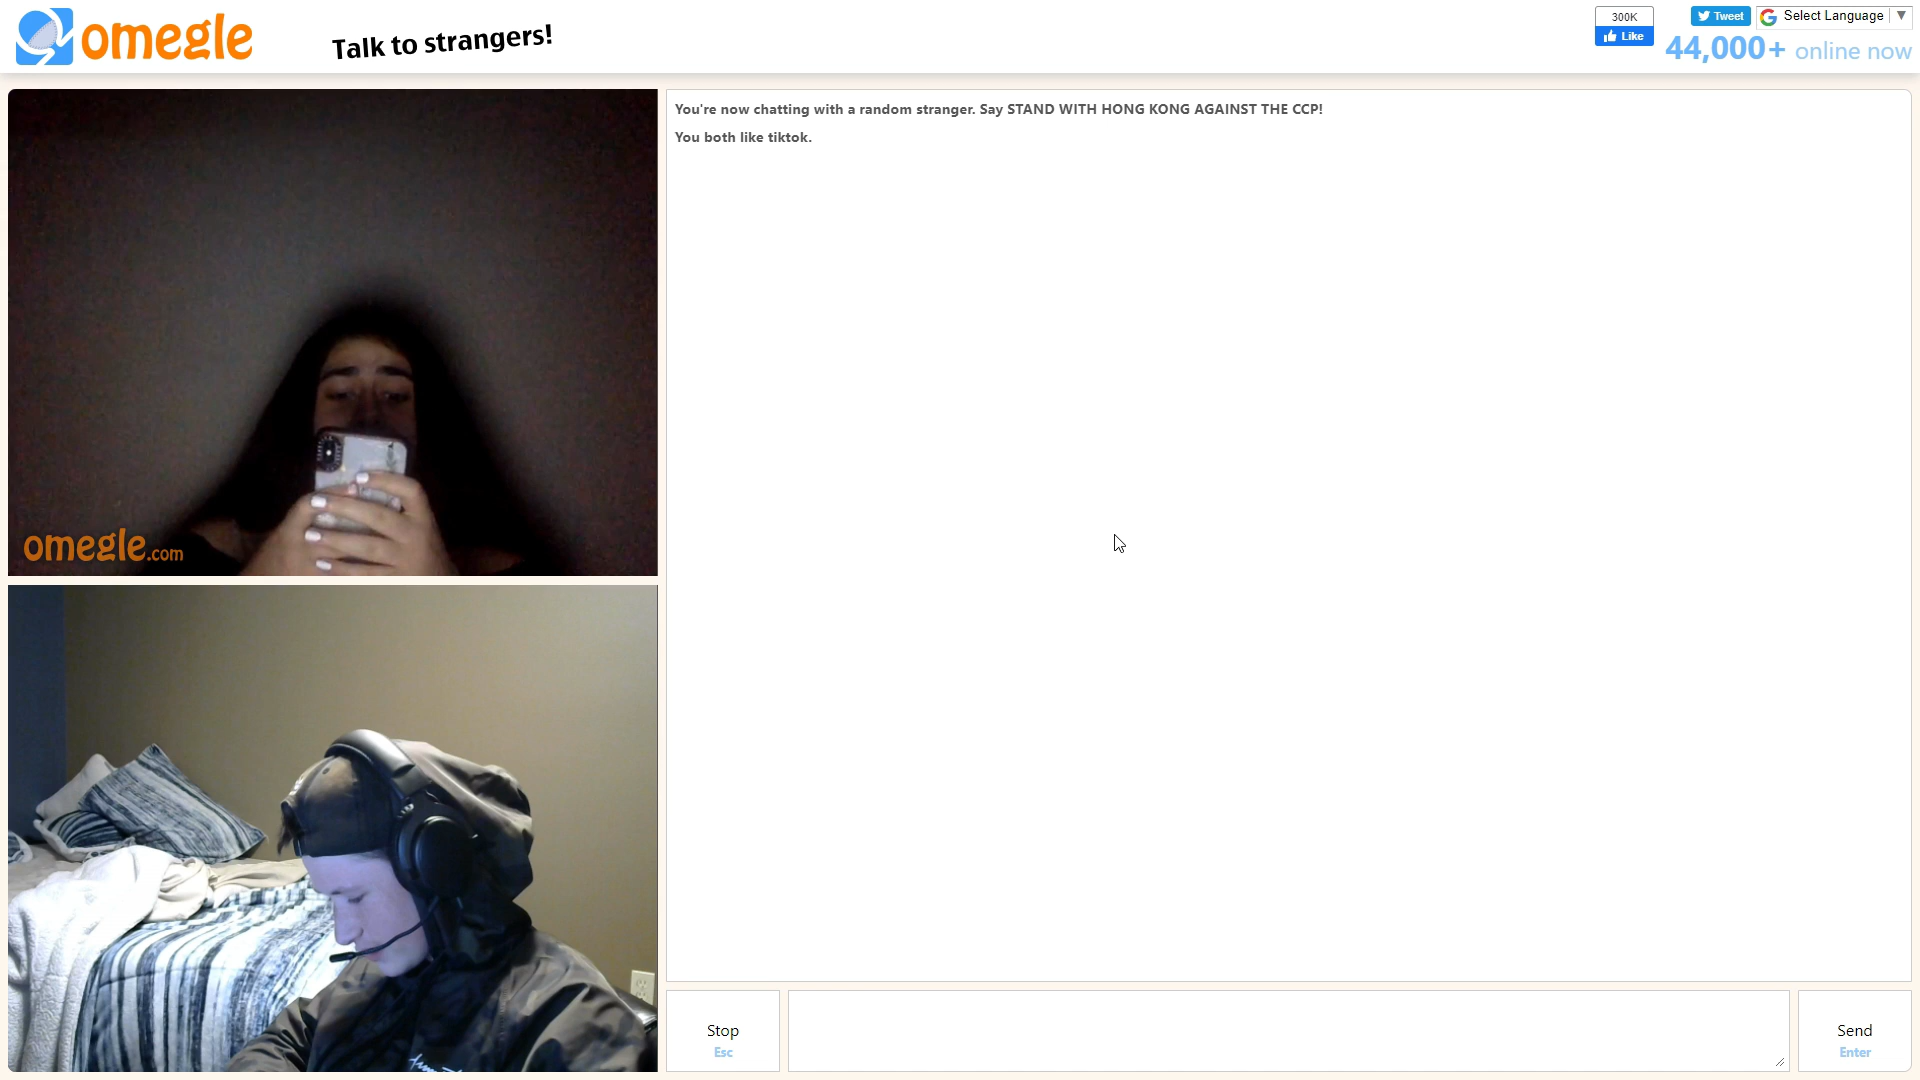 omegle
Talk to strangers!
300K
Like
Tweet
Select Language
44,000+ online now
You're now chatting with a random stranger. Say STAND WITH HONG KONG AGAINST THE CCP!
You both like tiktok.
omegle.com
Stop
Esc
Send
Enter